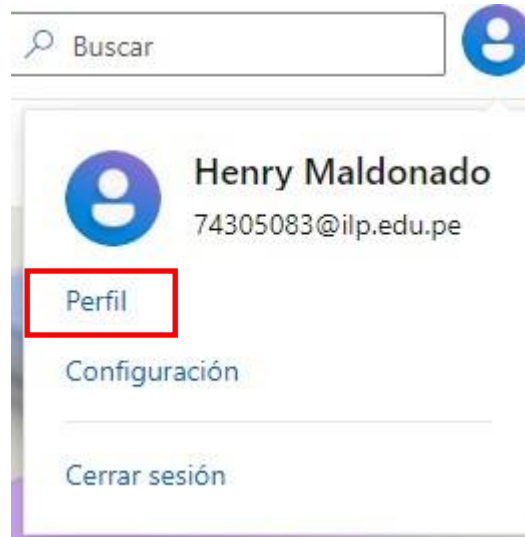 Buscar
Henry Maldonado
74305083@ilp.edu.pe
Perfil
Configuración
Cerrar sesión